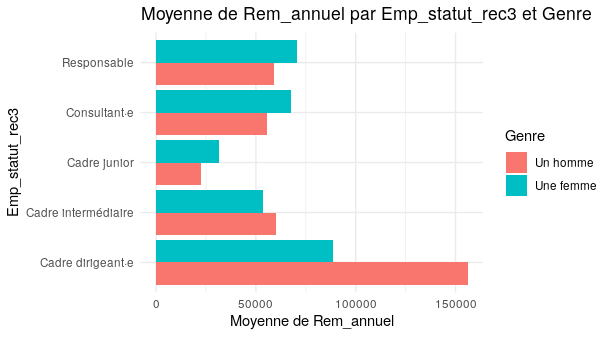 Moyenne de Rem_annuel par Emp_statut_rec3 et Genre
Emp_statut_rec3
Responsable
Consultant·e
Cadre junior
Cadre intermédiaire
Cadre dirigeant·e
0
50000
100000
150000
Moyenne de Rem_annuel
Genre
Un homme
Une femme